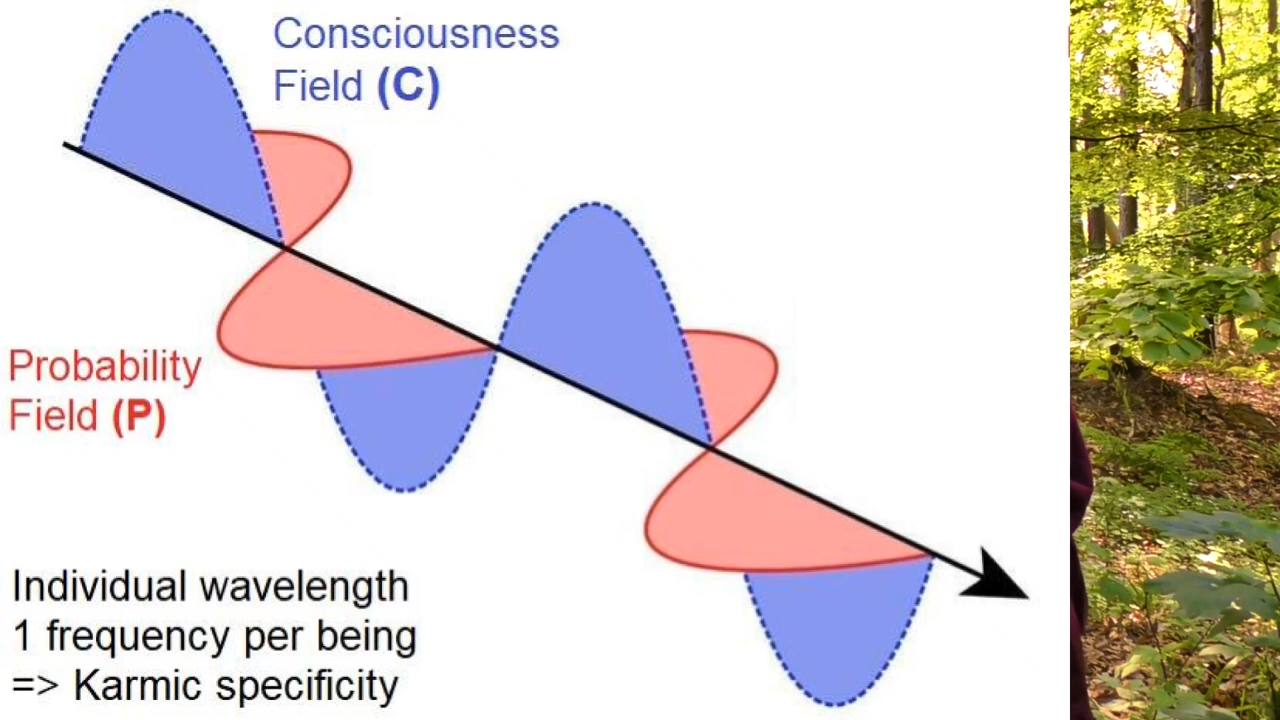 Consciousness
Field (C)
Probability
Field (P)
Individual wavelength
1 frequency per being
=> Karmic specificity